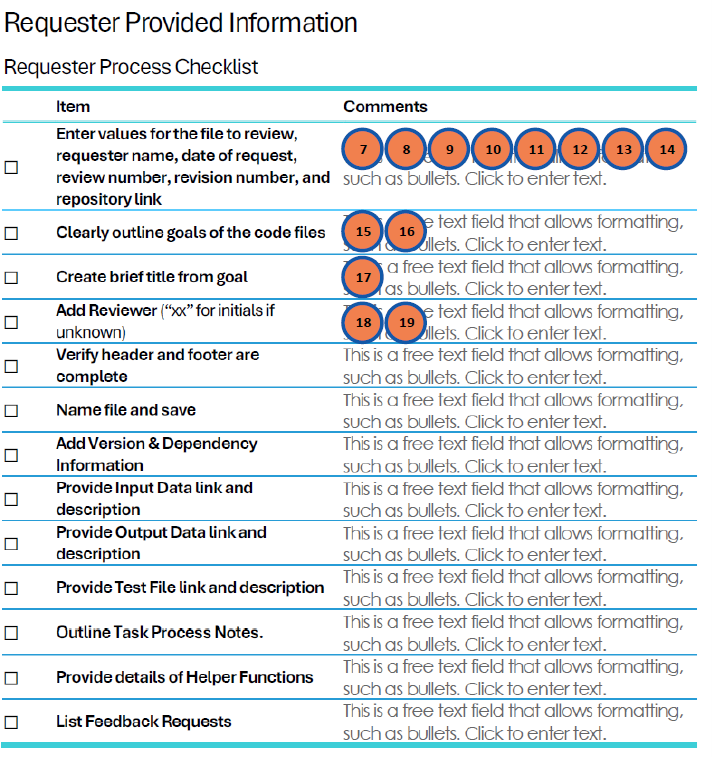 Requester Provided Information
Requester Process Checklist
Item Comments
Enter values for the file to review,
requester name, date of request,
review number, revision number, and
repository link
7 8 9 10 11 12 13 14
such as bullets. Click to enter text.
Clearly outline goals of the code files
15 16 free text field that allows formatting,
bullets. Click to enter text.
Create brief title from goal
17 a free text field that allows formatting,
as bullets. Click to enter text.
Add Reviewer (“xx” for initials if
unknown)
18 19 free text field that allows formatting,
bullets. Click to enter text.
Verify header and footer are
complete
This is a free text field that allows formatting,
such as bullets. Click to enter text.
Name file and save
This is a free text field that allows formatting,
such as bullets. Click to enter text.
Add Version & Dependency
Information
This is a free text field that allows formatting,
such as bullets. Click to enter text.
Provide Input Data link and
description
This is a free text field that allows formatting,
such as bullets. Click to enter text.
Provide Output Data link and
description
This is a free text field that allows formatting,
such as bullets. Click to enter text.
Provide Test File link and description
This is a free text field that allows formatting,
such as bullets. Click to enter text.
Outline Task Process Notes.
This is a free text field that allows formatting,
such as bullets. Click to enter text.
Provide details of Helper Functions
This is a free text field that allows formatting,
such as bullets. Click to enter text.
List Feedback Requests
This is a free text field that allows formatting,
such as bullets. Click to enter text.